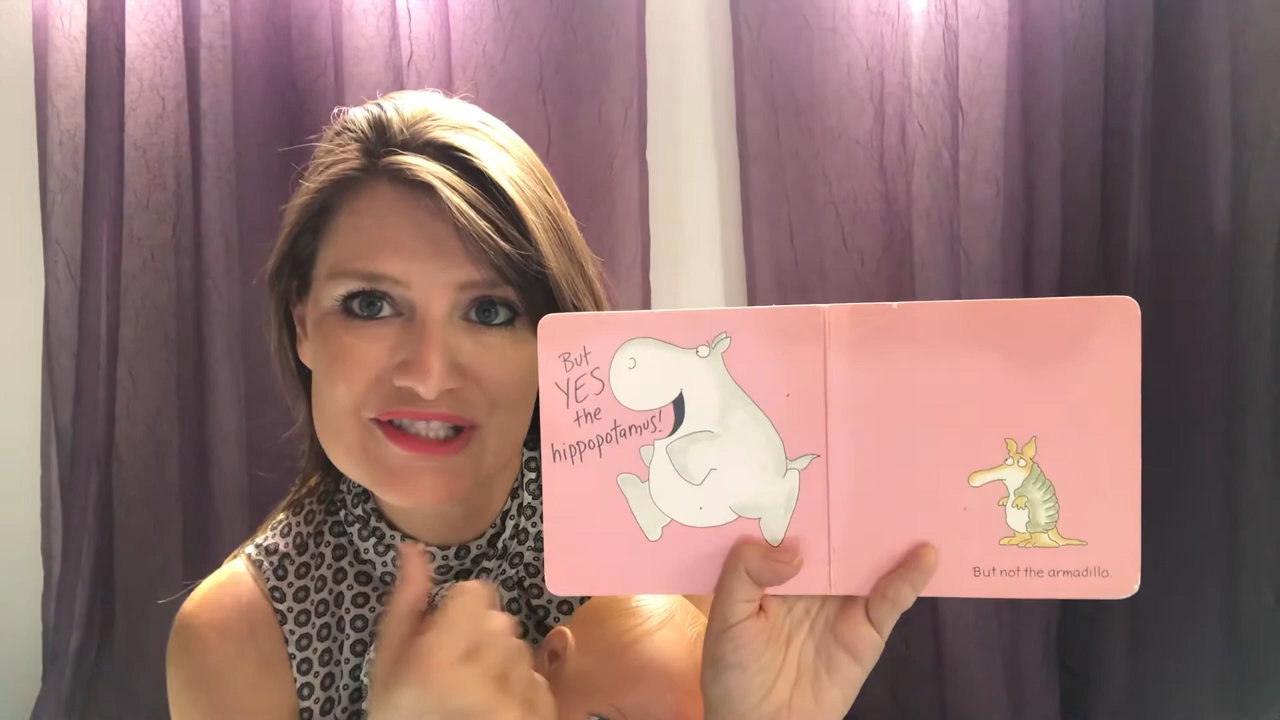 But
YES
the
hippopotamus!
But not the armadillo.